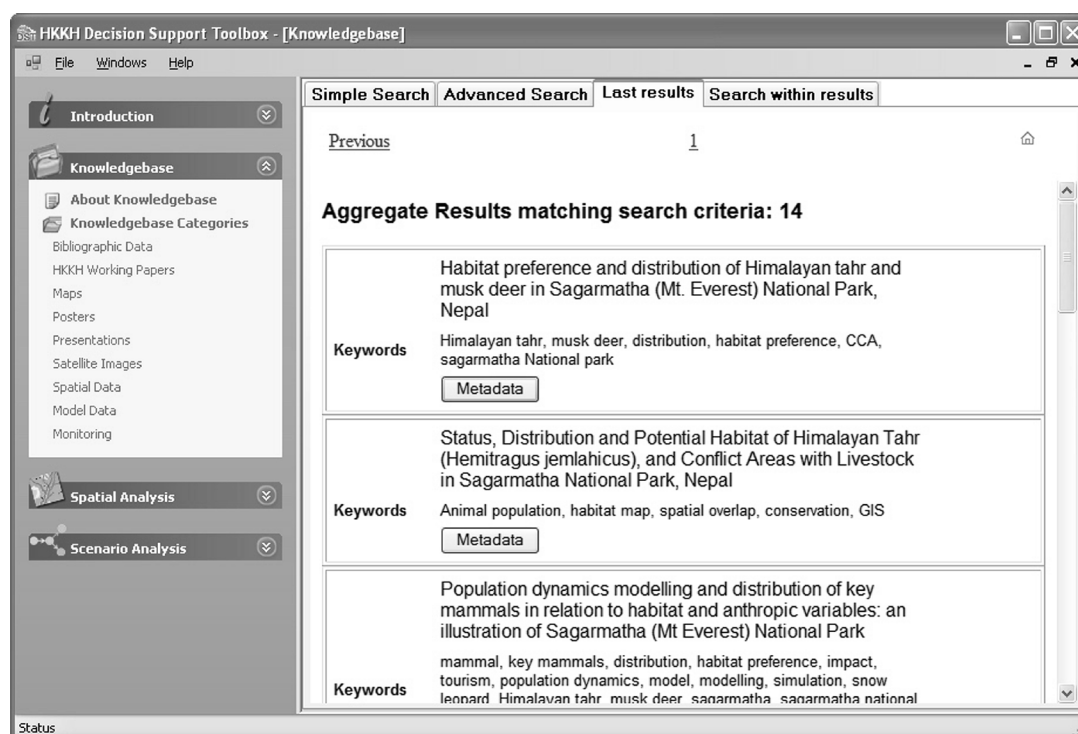 HKKH Decision Support Toolbox - [Knowledgebase]
File Windows Help
Introduction
Knowledgebase
About Knowledgebase
Knowledgebase Categories
Bibliographic Data
HKKH Working Papers
Maps
Posters
Presentations
Satellite Images
Spatial Data
Model Data
Monitoring
Spatial Analysis
Scenario Analysis
Simple Search Advanced Search Last results Search within results
Previous 1
Aggregate Results matching search criteria: 14
Habitat preference and distribution of Himalayan tahr and
musk deer in Sagarmatha (Mt. Everest) National Park,
Nepal
Keywords
Himalayan tahr, musk deer, distribution, habitat preference, CCA,
sagarmatha National park
Metadata
Status, Distribution and Potential Habitat of Himalayan Tahr
(Hemitragus jemlahicus), and Conflict Areas with Livestock
in Sagarmatha National Park, Nepal
Keywords
Animal population, habitat map, spatial overlap, conservation, GIS
Metadata
Population dynamics modelling and distribution of key
mammals in relation to habitat and anthropic variables: an
illustration of Sagarmatha (Mt Everest) National Park
Keywords
mammal, key mammals, distribution, habitat preference, impact,
tourism, population dynamics, model, modelling, simulation, snow
leopard, Himalayan tahr, musk deer, sagarmatha, sagarmatha national
Status